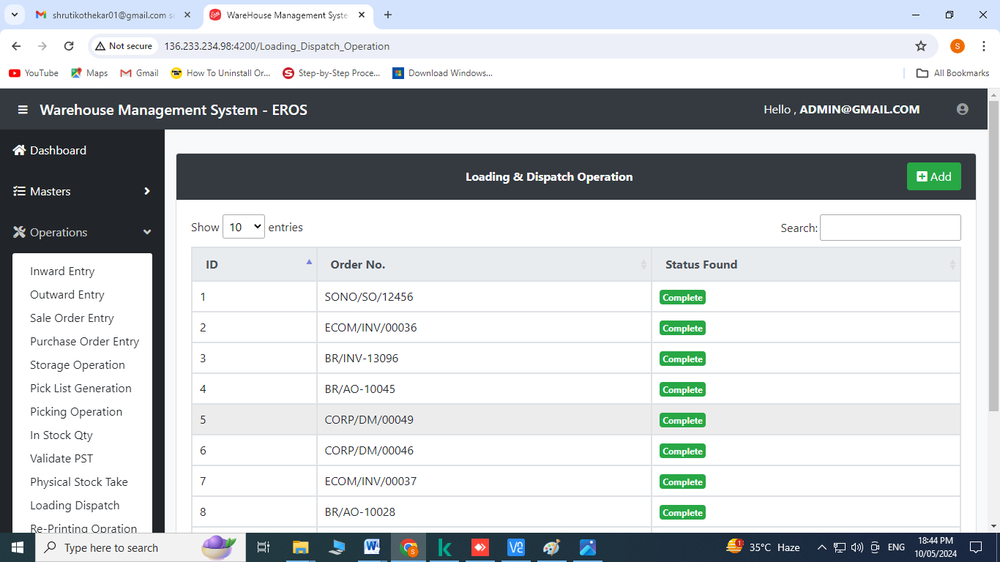 shrutikothekar01@gmail.com se
WareHouse Management Syste
Not secure
136.233.234.98:4200/Loading_Dispatch_Operation
S
YouTube
Maps
Gmail
How To Uninstall Or...
Step-by-Step Proce...
Download Windows...
All Bookmarks
Warehouse Management System - EROS
Hello , ADMIN@GMAIL.COM
Dashboard
Masters
Operations
Inward Entry
Outward Entry
Sale Order Entry
Purchase Order Entry
Storage Operation
Pick List Generation
Picking Operation
In Stock Qty
Validate PST
Physical Stock Take
Loading Dispatch
Re-Printing Opration
Loading & Dispatch Operation
Add
Show 10 entries
Search:
ID Order No. Status Found
1 SONO/SO/12456 Complete
2 ECOM/INV/00036 Complete
3 BR/INV-13096 Complete
4 BR/AO-10045 Complete
5 CORP/DM/00049 Complete
6 CORP/DM/00046 Complete
7 ECOM/INV/00037 Complete
8 BR/AO-10028 Complete
Type here to search
35°C Haze
ENG
18:44 PM
10/05/2024